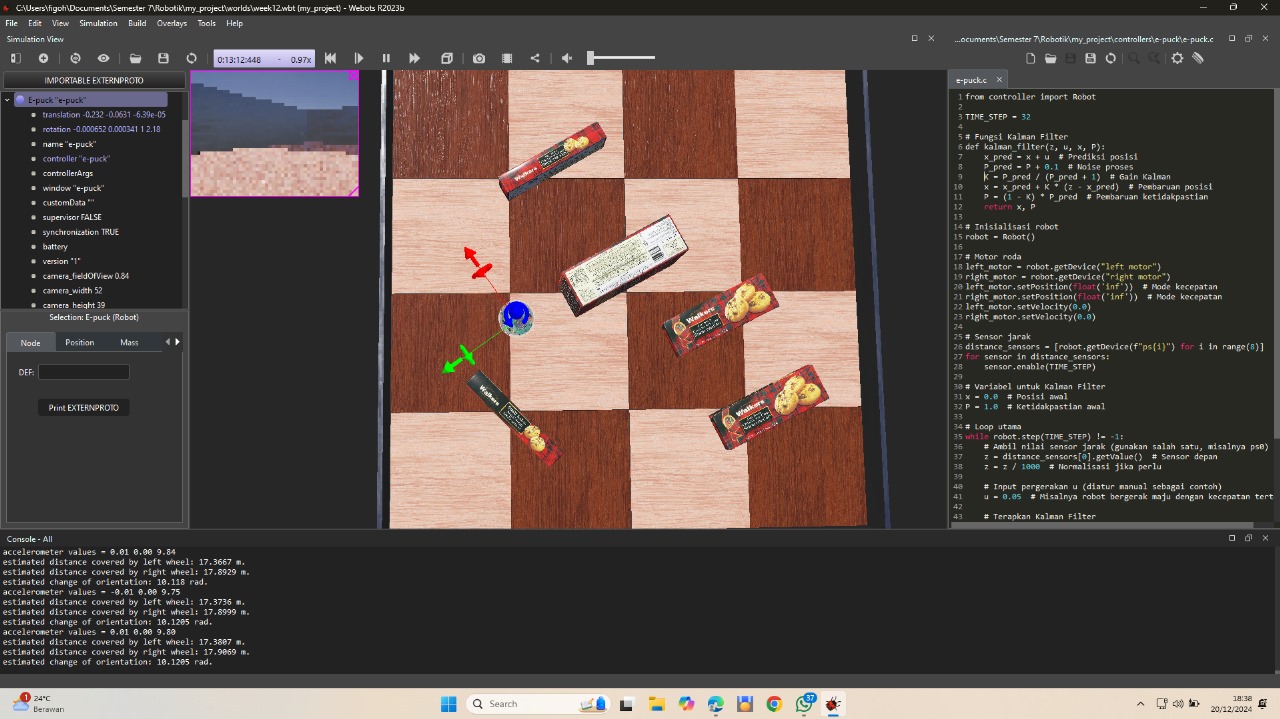 C:\Users\figoh\Documents\Semester 7\Robotik\my_project\worlds\week12.wbt (my_project) - Webots R2023b
File Edit View Simulation Build Overlays Tools Help
Simulation View
...ocuments\Semester 7\Robotik\my_project\controllers\e-puck\e-puck.c
0:13:12:448 - 0.97x
IMPORTABLE EXTERNPROTO
E-puck "e-puck"
translation -0.232 -0.0631 -6.39e-05
rotation -0.000652 0.000341 1 2.18
name "e-puck"
controller "e-puck"
controllerArgs
window "e-puck"
customData ""
supervisor FALSE
synchronization TRUE
battery
version "1"
camera_fieldOfView 0.84
camera_width 52
camera_height 39
Selection: E-puck (Robot)
Node Position Mass
DEF:
Print EXTERNPROTO
Walkers
Walkers
Walkers
Walkers
e-puck.c
1 from controller import Robot
2
3 TIME_STEP = 32
4
5 # Fungsi Kalman Filter
6 def kalman_filter(z, u, x, P):
7 x_pred = x + u # Prediksi posisi
8 P_pred = P + 0.1 # Noise proses
9 K = P_pred / (P_pred + 1) # Gain Kalman
10 x = x_pred + K * (z - x_pred) # Pembaruan posisi
11 P = (1 - K) * P_pred # Pembaruan ketidakpastian
12 return x, P
13
14 # Inisialisasi robot
15 robot = Robot()
16
17 # Motor roda
18 left_motor = robot.getDevice("left motor")
19 right_motor = robot.getDevice("right motor")
20 left_motor.setPosition(float('inf')) # Mode kecepatan
21 right_motor.setPosition(float('inf')) # Mode kecepatan
22 left_motor.setVelocity(0.0)
23 right_motor.setVelocity(0.0)
24
25 # Sensor jarak
26 distance_sensors = [robot.getDevice(f"ps{i}") for i in range(8)]
27 for sensor in distance_sensors:
28 sensor.enable(TIME_STEP)
29
30 # Variabel untuk Kalman Filter
31 x = 0.0 # Posisi awal
32 P = 1.0 # Ketidakpastian awal
33
34 # Loop utama
35 while robot.step(TIME_STEP) != -1:
36 # Ambil nilai sensor jarak (gunakan salah satu, misalnya ps0)
37 z = distance_sensors[0].getValue() # Sensor depan
38 z = z / 1000 # Normalisasi jika perlu
39
40 # Input pergerakan u (diatur manual sebagai contoh)
41 u = 0.05 # Misalnya robot bergerak maju dengan kecepatan tert
42
43 # Terapkan Kalman Filter
Console - All
accelerometer values = 0.01 0.00 9.84
estimated distance covered by left wheel: 17.3667 m.
estimated distance covered by right wheel: 17.8929 m.
estimated change of orientation: 10.118 rad.
accelerometer values = -0.01 0.00 9.75
estimated distance covered by left wheel: 17.3736 m.
estimated distance covered by right wheel: 17.8999 m.
estimated change of orientation: 10.1205 rad.
accelerometer values = 0.01 0.00 9.80
estimated distance covered by left wheel: 17.3807 m.
estimated distance covered by right wheel: 17.9069 m.
estimated change of orientation: 10.1205 rad.
1
24°C
Berawan
Search
37
18:38
20/12/2024